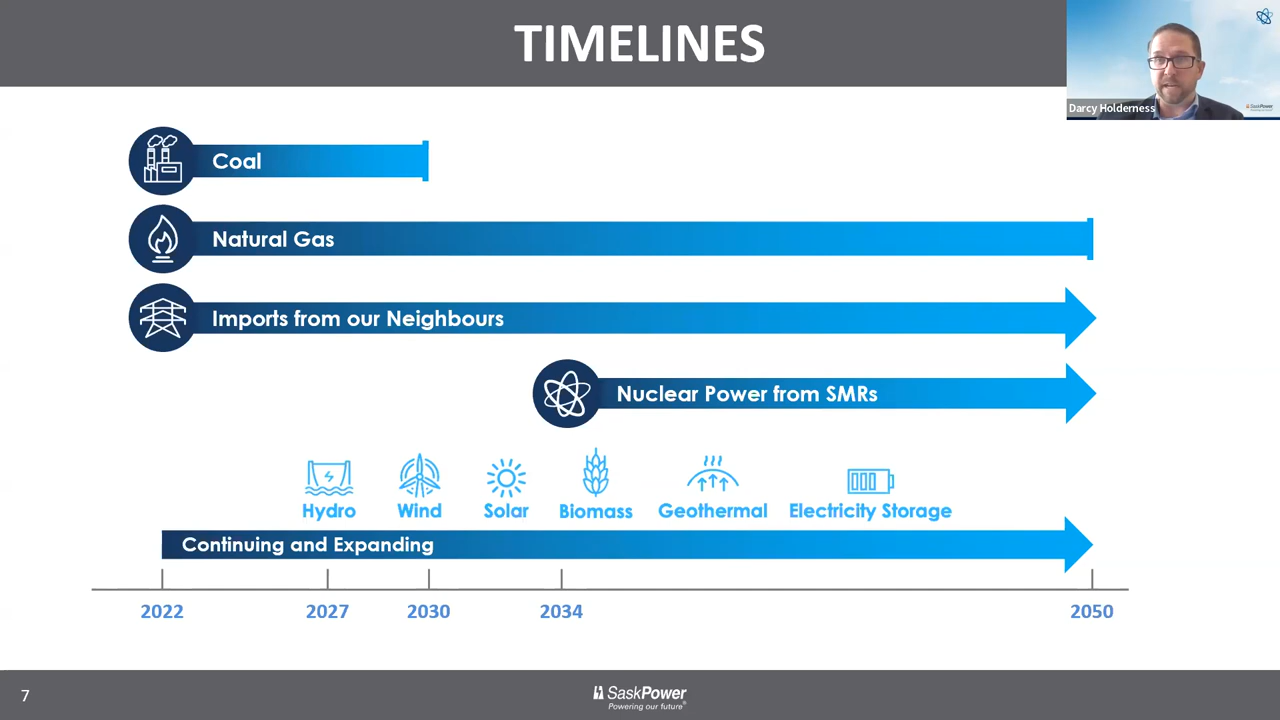 TIMELINES
Darcy Holderness
SaskPower
Coal
Natural Gas
Imports from our Neighbours
Nuclear Power from SMRs
Hydro
Wind
Solar
Biomass
Geothermal
Electricity Storage
Continuing and Expanding
2022
2027
2030
2034
2050
7
SaskPower
Powering our future®